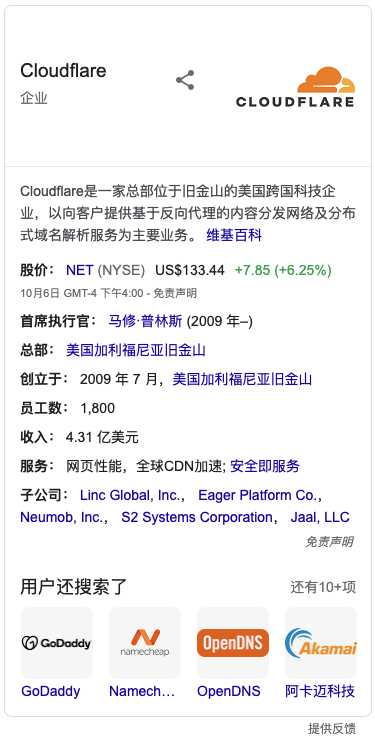 Cloudflare
企业
CLOUDFLARE
Cloudflare是一家总部位于旧金山的美国跨国科技企
业，以向客户提供基于反向代理的内容分发网络及分布
式域名解析服务为主要业务。 维基百科
股价： NET (NYSE) US$133.44 +7.85 (+6.25%)
10月6日 GMT-4 下午4:00 - 免责声明
首席执行官： 马修·普林斯 (2009 年–)
总部： 美国加利福尼亚旧金山
创立于： 2009 年 7 月，美国加利福尼亚旧金山
员工数： 1,800
收入： 4.31 亿美元
服务： 网页性能，全球CDN加速; 安全即服务
子公司： Linc Global, Inc.， Eager Platform Co.，
Neumob, Inc.， S2 Systems Corporation， Jaal, LLC
免责声明
用户还搜索了 还有10+项
GoDaddy namecheap OpenDNS Akamai
GoDaddy Namech... OpenDNS 阿卡迈科技
提供反馈